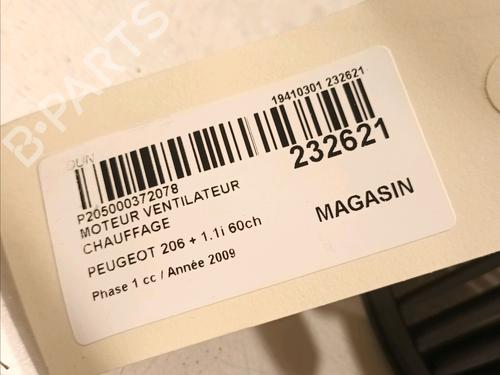 B-PARTS
19410301 232621
DUN
232621
P205000372078
MOTEUR VENTILATEUR
CHAUFFAGE
MAGASIN
PEUGEOT 206 + 1.1i 60ch
Phase 1 cc / Année 2009